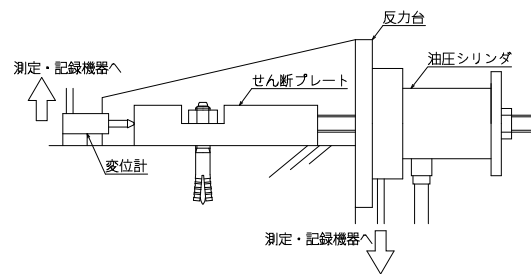 反力台
油圧シリンダ
測定・記録機器へ
せん断プレート
変位計
測定・記録機器へ